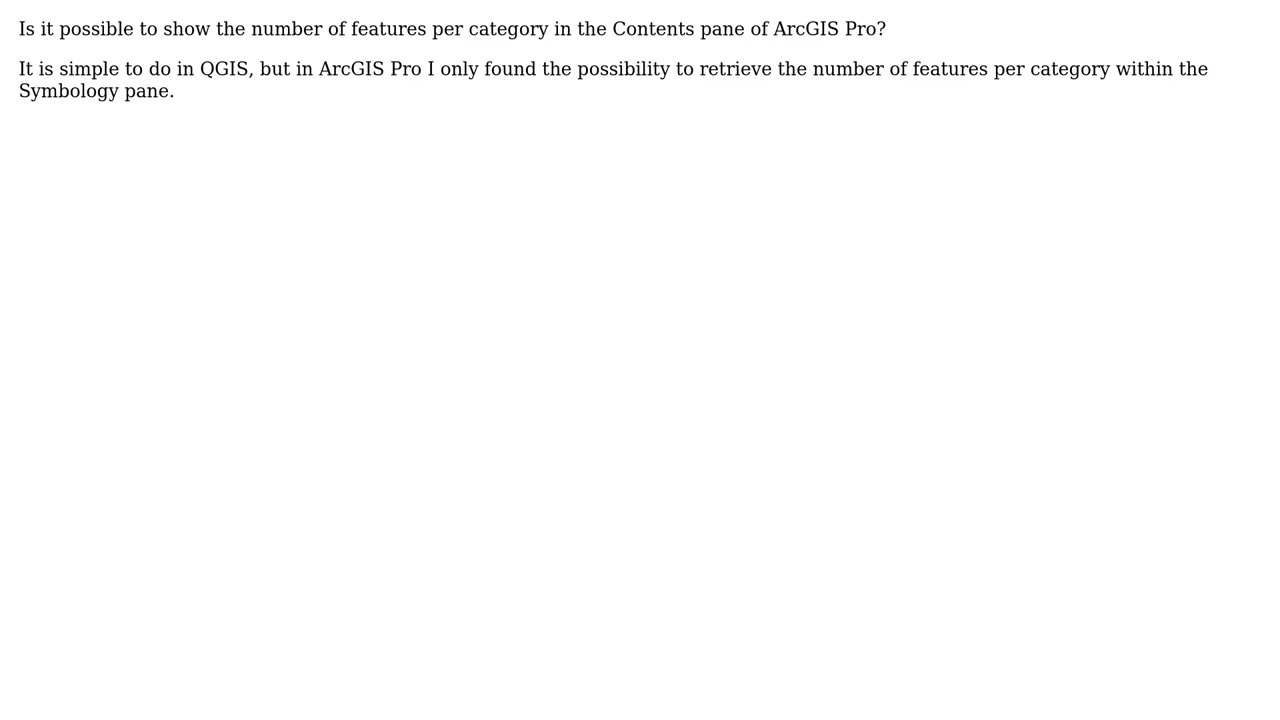 Is it possible to show the number of features per category in the Contents pane of ArcGIS Pro?
It is simple to do in QGIS, but in ArcGIS Pro I only found the possibility to retrieve the number of features per category within the
Symbology pane.